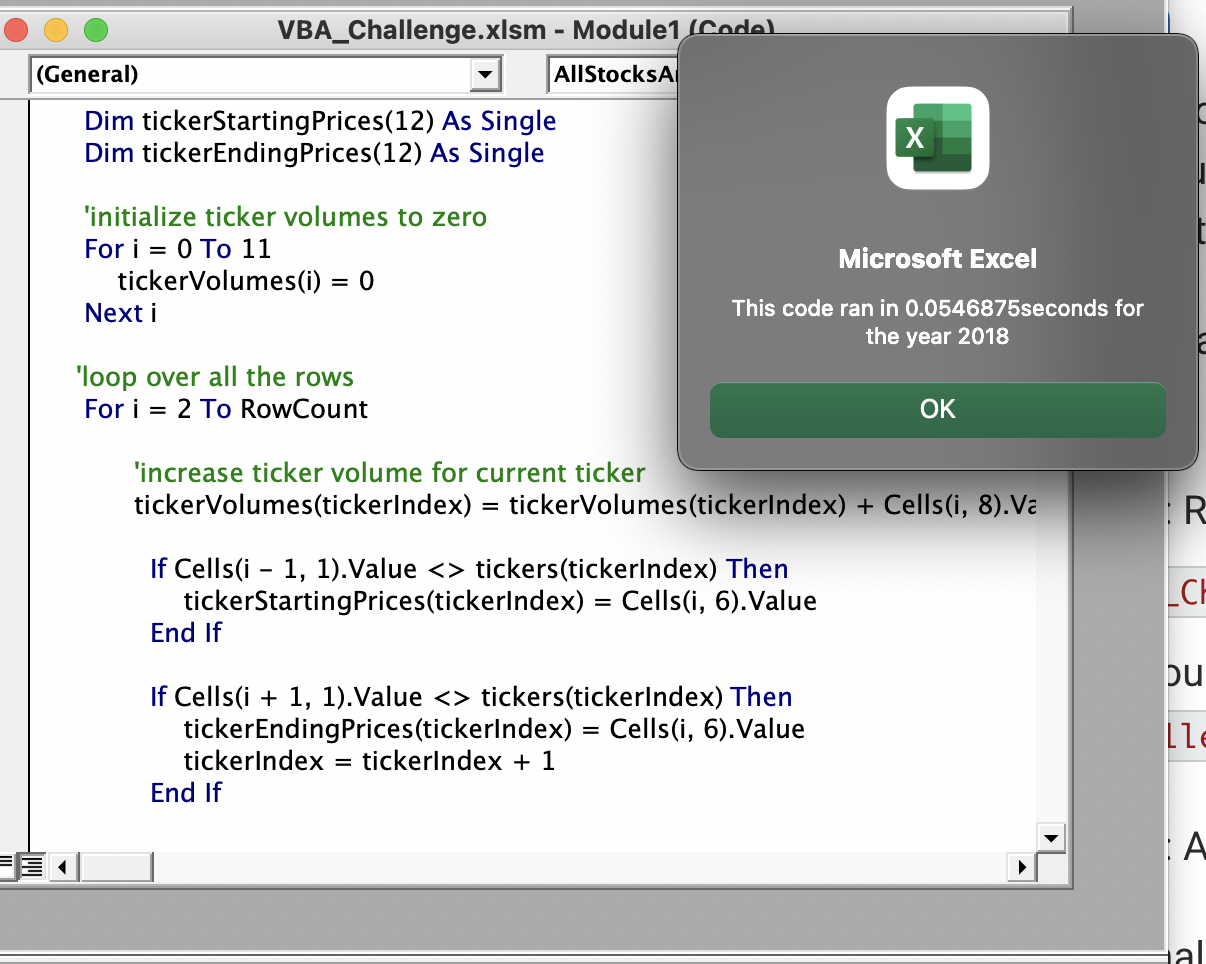 VBA_Challenge.xlsm - Module1 (Code)
(General)
Dim tickerStartingPrices(12) As Single
Dim tickerEndingPrices(12) As Single
'initialize ticker volumes to zero
For i = 0 To 11
tickerVolumes(i) = 0
Next i
'loop over all the rows
For i = 2 To RowCount
'increase ticker volume for current ticker
tickerVolumes(tickerIndex) = tickerVolumes(tickerIndex) + Cells(i, 8).Va
If Cells(i - 1, 1).Value <> tickers(tickerIndex) Then
tickerStartingPrices(tickerIndex) = Cells(i, 6).Value
End If
If Cells(i + 1, 1).Value <> tickers(tickerIndex) Then
tickerEndingPrices(tickerIndex) = Cells(i, 6).Value
tickerIndex = tickerIndex + 1
End If
X
Microsoft Excel
This code ran in 0.0546875seconds for
the year 2018
OK